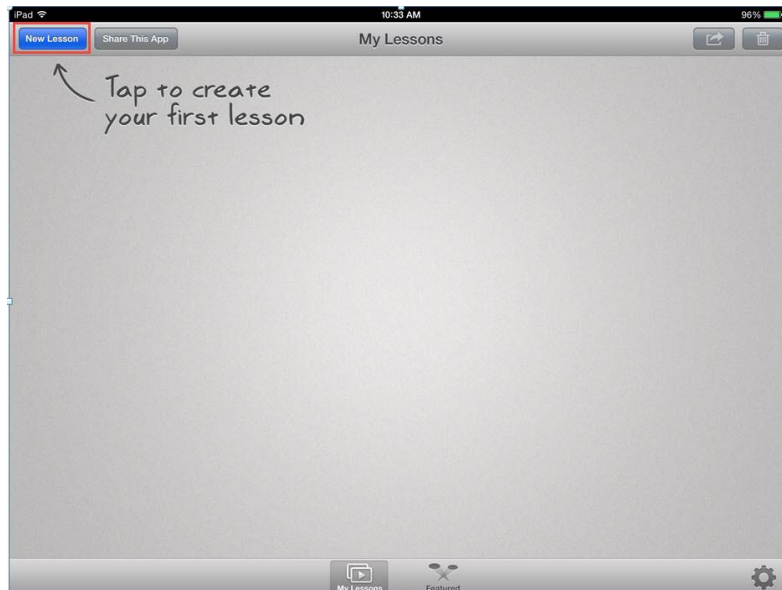 iPad 10:33 AM 96%
New Lesson Share This App My Lessons
Tap to create
your first lesson
My Lessons Featured